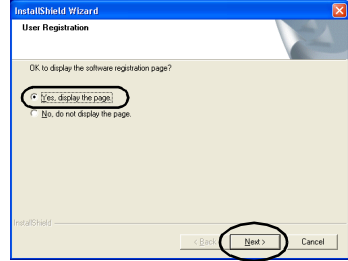 InstallShield Wizard
User Registration
OK to display the software registration page?
Yes, display the page.
No, do not display the page.
InstallShield
< Back Next > Cancel